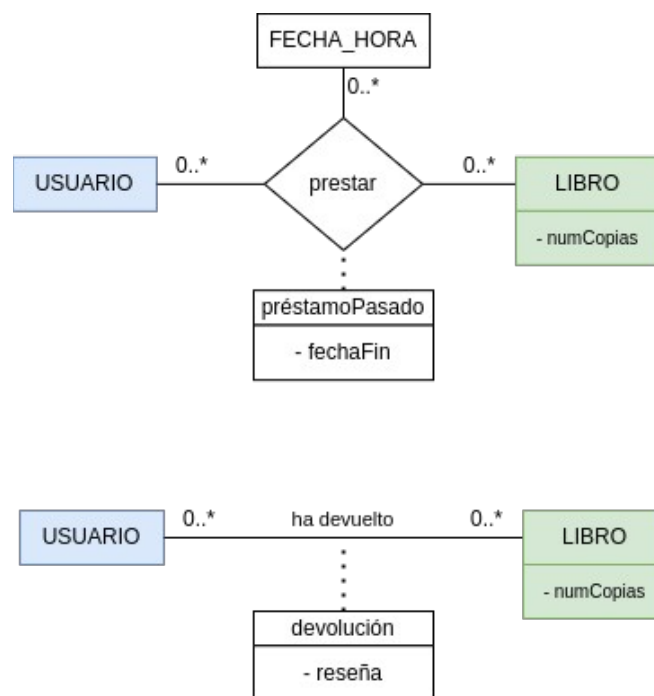 FECHA_HORA
0..*
USUARIO
0..*
prestar
0..*
LIBRO
- numCopias
préstamoPasado
- fechaFin
USUARIO
0..*
ha devuelto
0..*
LIBRO
- numCopias
devolución
- reseña